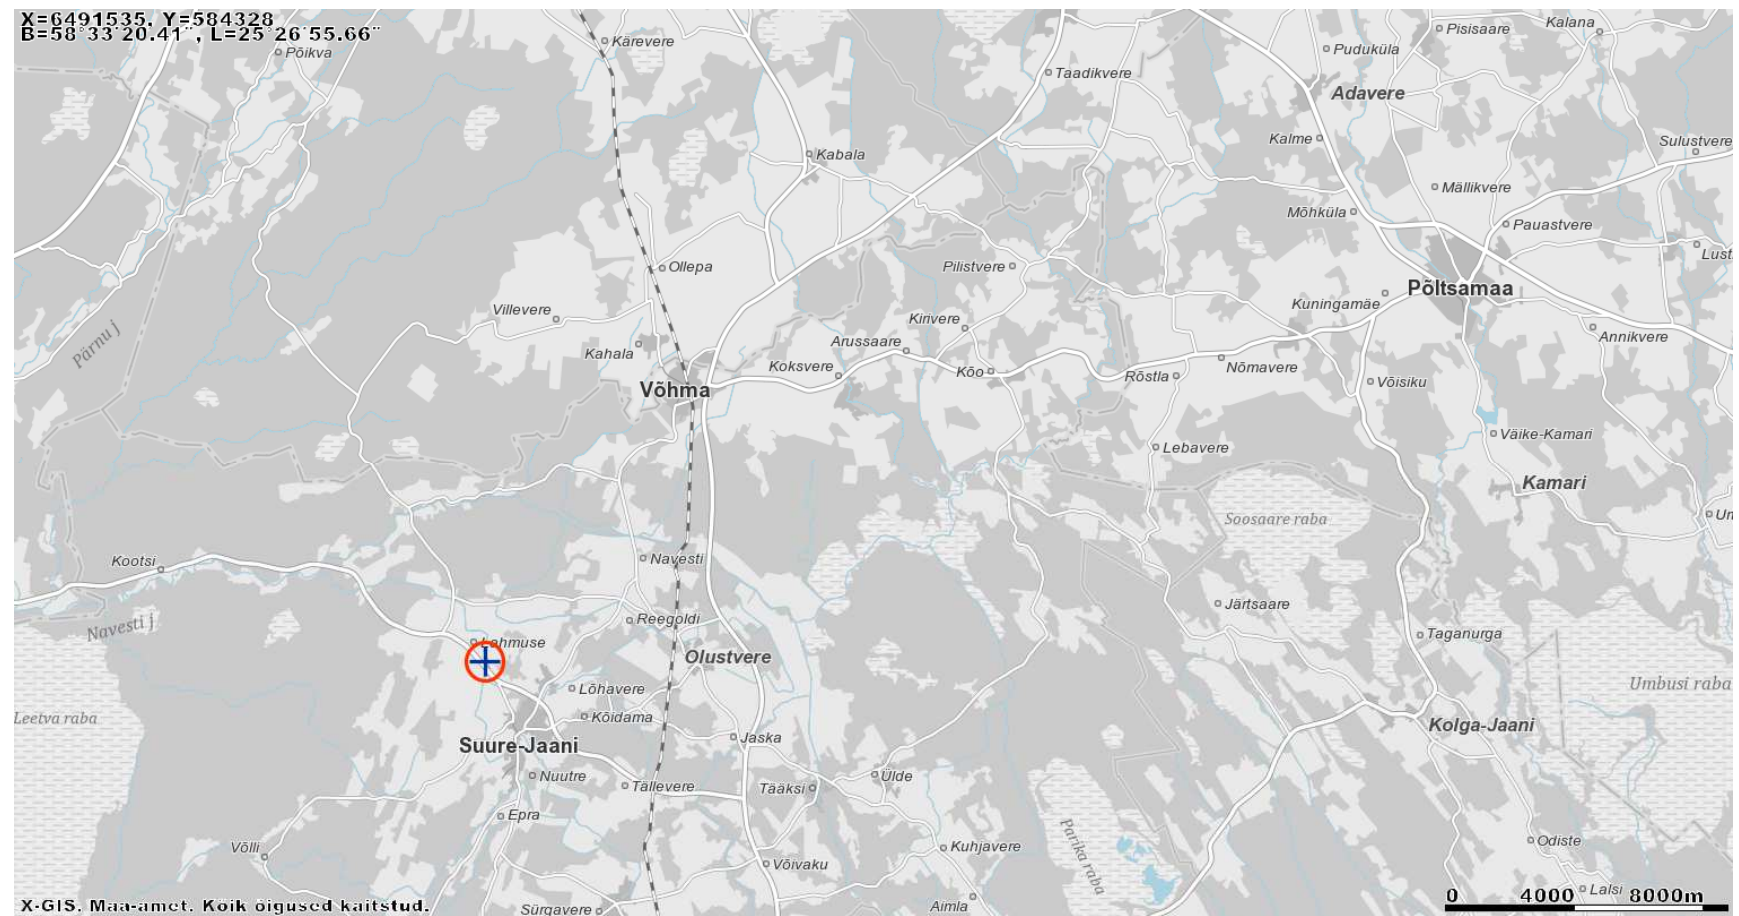 X=6491535, Y=584328
B=58°33'20.41", L=25°26'55.66"
Põikva
Kärevere
Taadikvere
Puduküla
Pisisaare
Kalana
Adavere
Kalme
Sulustvere
Kabala
Mällikvere
Mõhküla
Pauastvere
Lust
Ollepa
Pilistvere
Põltsamaa
Kuningamäe
Villevere
Kirivere
Pärnu j
Kahala
Arussaare
Annikvere
Koksvere
Kõo
Rõstla
Nõmavere
Võisiku
Võhma
Väike-Kamari
Lebavere
Kamari
Soosaare raba
Un
Kootsi
Navesti
Järtsaare
Navesti j
Reegoldi
Taganurga
Lahmuse
Olustvere
Umbusi raba
Lõhavere
Leetva raba
Kõidama
Kolga-Jaani
Jaska
Suure-Jaani
Nuutre
Tällevere
Tääksi
Ülde
Epra
Parika raba
Odiste
Võlli
Kuhjavere
Võivaku
Lalsi
0 4000 8000m
X-GIS. Maa-amet. Kõik õigused kaitstud.
Sürgavere
Aimla